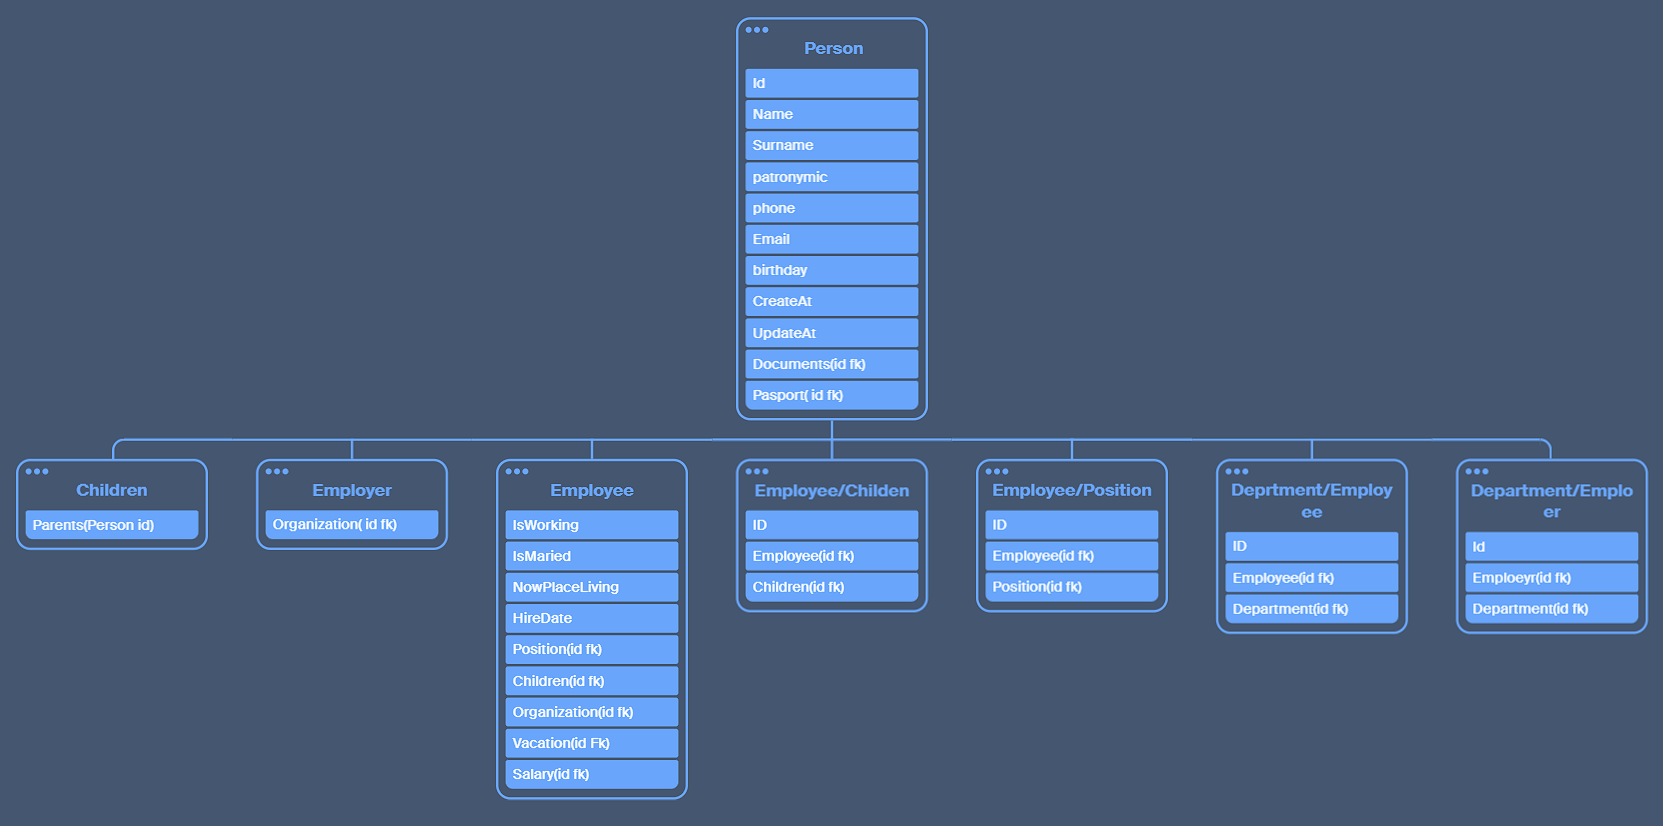 Person
Id
Name
Surname
patronymic
phone
Email
birthday
CreateAt
UpdateAt
Documents(id fk)
Pasport( id fk)
Children
Parents(Person id)
Employer
Organization( id fk)
Employee
IsWorking
IsMaried
NowPlaceLiving
HireDate
Position(id fk)
Children(id fk)
Organization(id fk)
Vacation(id Fk)
Salary(id fk)
Employee/Childen
ID
Employee(id fk)
Children(id fk)
Employee/Position
ID
Employee(id fk)
Position(id fk)
Deprtment/Employ
ee
ID
Employee(id fk)
Department(id fk)
Department/Emplo
er
Id
Emploeyr(id fk)
Department(id fk)